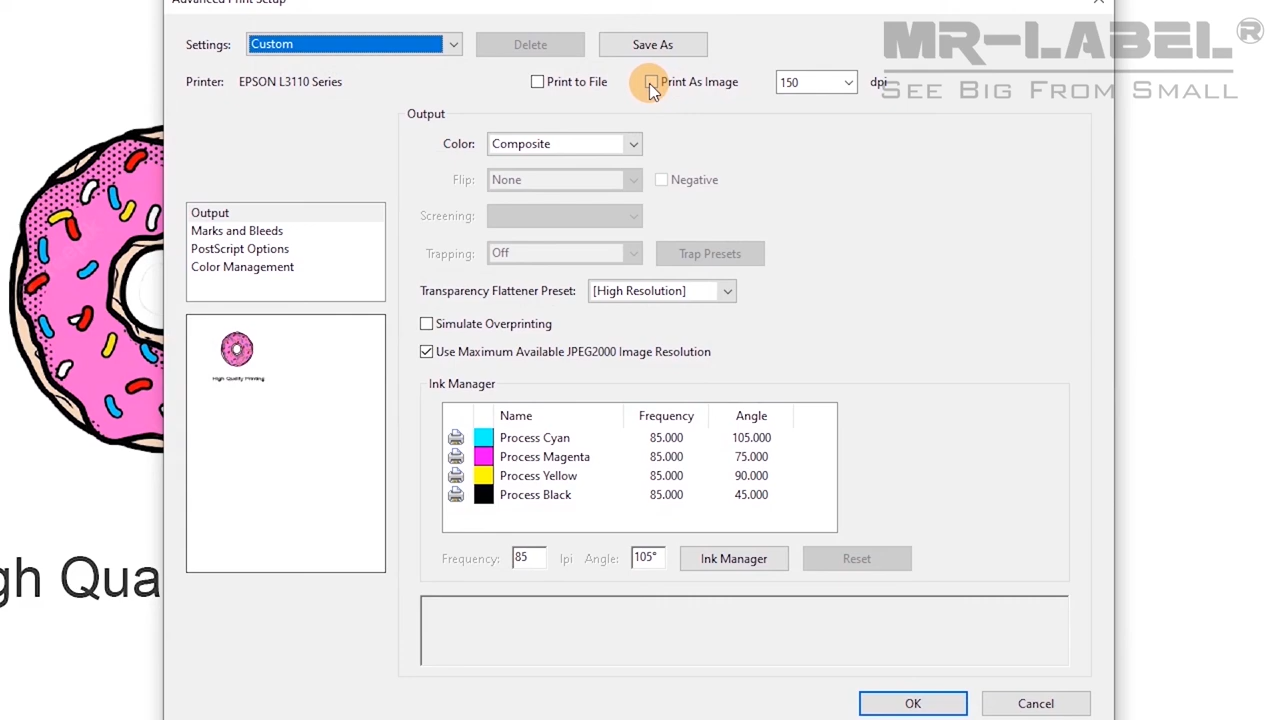 Advanced Print Setup
Settings: Custom Delete Save As
Printer: EPSON L3110 Series Print to File Print As Image 150 dpi
MR-LABEL®
SEE BIG FROM SMALL
Output
Color: Composite
Flip: None Negative
Screening:
Trapping: Off Trap Presets
Transparency Flattener Preset: [High Resolution]
Simulate Overprinting
Use Maximum Available JPEG2000 Image Resolution
Output
Marks and Bleeds
PostScript Options
Color Management
High Quality Printing
Ink Manager
Name Frequency Angle
Process Cyan 85.000 105.000
Process Magenta 85.000 75.000
Process Yellow 85.000 90.000
Process Black 85.000 45.000
Frequency: 85 lpi Angle: 105° Ink Manager Reset
gh Qua
OK Cancel